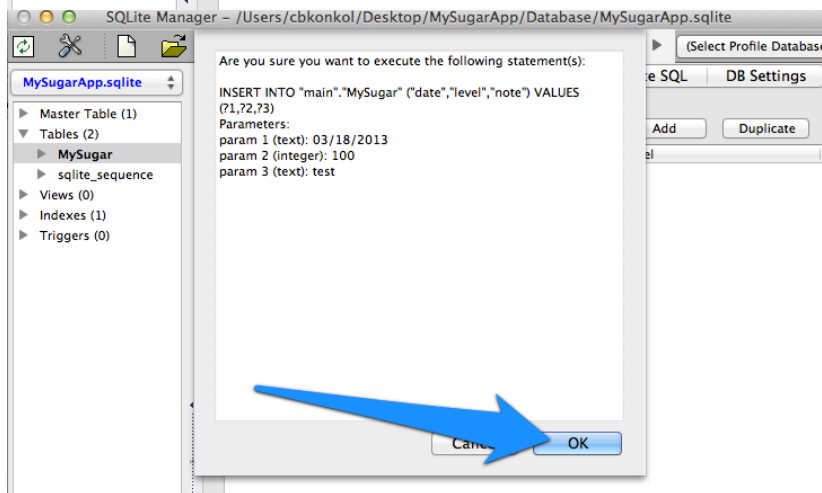 SQLite Manager – /Users/cbkonkol/Desktop/MySugarApp/Database/MySugarApp.sqlite
(Select Profile Database
MySugarApp.sqlite
SQL
DB Settings
Master Table (1)
Tables (2)
MySugar
sqlite_sequence
Views (0)
Indexes (1)
Triggers (0)
Are you sure you want to execute the following statement(s):
INSERT INTO "main"."MySugar" ("date","level","note") VALUES
(?1,?2,?3)
Parameters:
param 1 (text): 03/18/2013
param 2 (integer): 100
param 3 (text): test
Add
Duplicate
OK